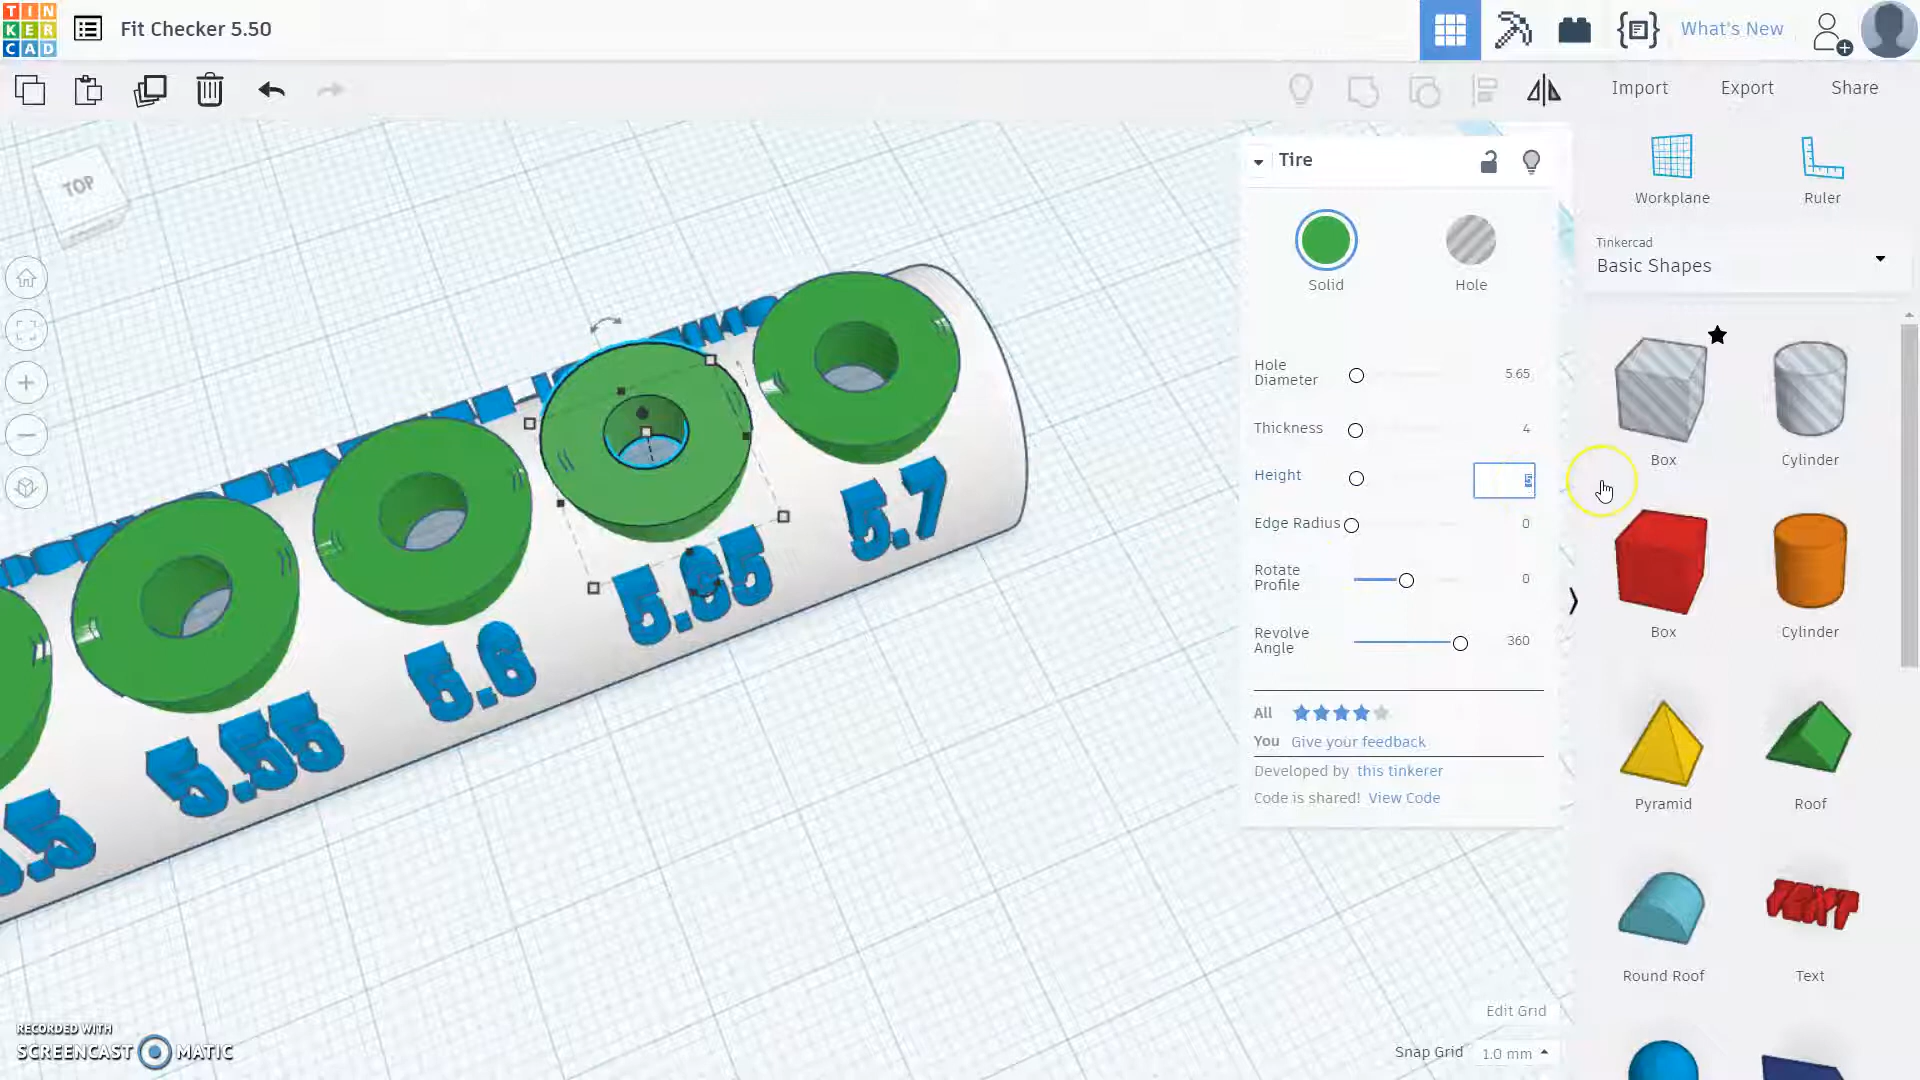 TIN
KER
CAD
Fit Checker 5.50
What's New
Import
Export
Share
TOP
Tire
Solid
Hole
Hole Diameter
5.65
Thickness
4
Height
5
Edge Radius
0
Rotate Profile
0
Revolve Angle
360
All
You
Give your feedback
Developed by this tinkerer
Code is shared! View Code
Workplane
Ruler
Tinkercad
Basic Shapes
Box
Cylinder
Box
Cylinder
Pyramid
Roof
Round Roof
TEXT
Text
5.7
5.6
5.55
Edit Grid
Snap Grid
1.0 mm
RECORDED WITH
SCREENCAST MATIC